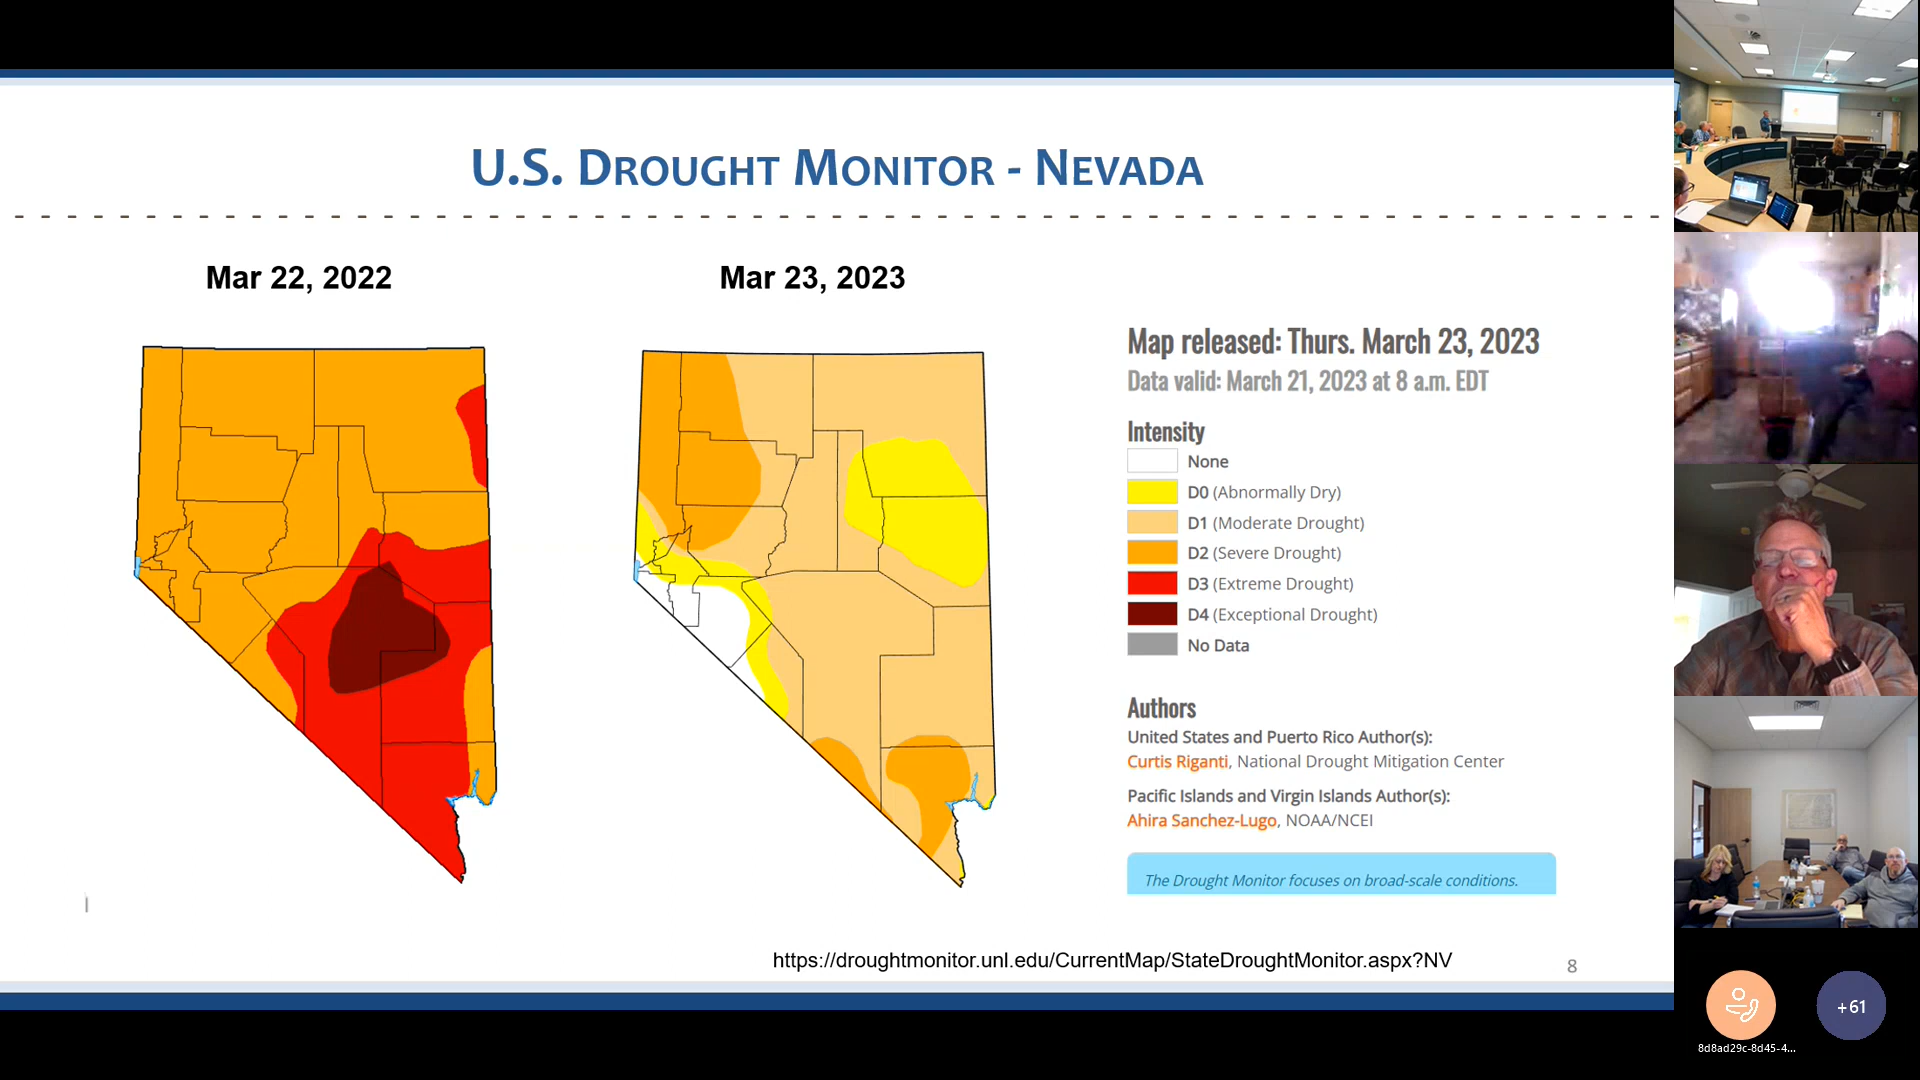 U.S. DROUGHT MONITOR - NEVADA
Mar 22, 2022
Mar 23, 2023
Map released: Thurs. March 23, 2023
Data valid: March 21, 2023 at 8 a.m. EDT
Intensity
None
D0 (Abnormally Dry)
D1 (Moderate Drought)
D2 (Severe Drought)
D3 (Extreme Drought)
D4 (Exceptional Drought)
No Data
Authors
United States and Puerto Rico Author(s):
Curtis Riganti, National Drought Mitigation Center
Pacific Islands and Virgin Islands Author(s):
Ahira Sanchez-Lugo, NOAA/NCEI
The Drought Monitor focuses on broad-scale conditions.
https://droughtmonitor.unl.edu/CurrentMap/StateDroughtMonitor.aspx?NV
8
+61
8d8ad29c-8d45-4...